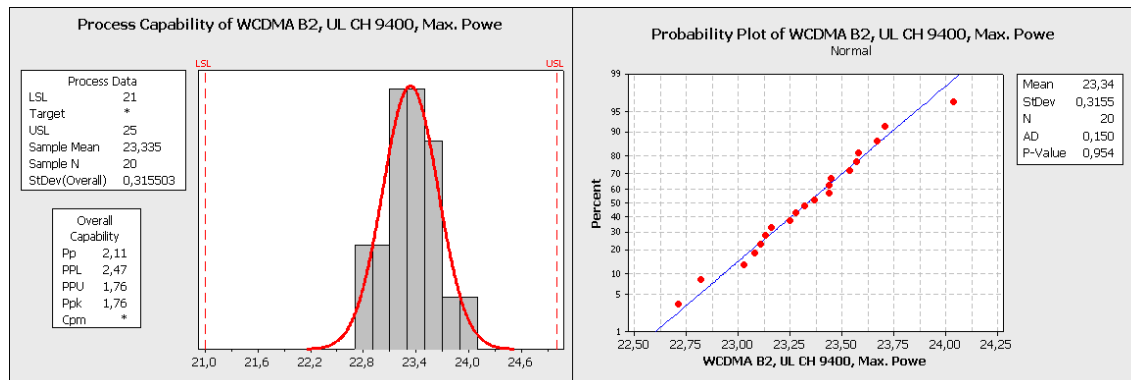 Process Capability of WCDMA B2, UL CH 9400, Max. Powe
LSL
USL
Process Data
LSL 21
Target *
USL 25
Sample Mean 23,335
Sample N 20
StDev(Overall) 0,315503
Overall
Capability
Pp 2,11
PPL 2,47
PPU 1,76
Ppk 1,76
Cpm *
21,0 21,6 22,2 22,8 23,4 24,0 24,6
Probability Plot of WCDMA B2, UL CH 9400, Max. Powe
Normal
99
95
90
80
70
60
50
40
30
20
10
5
1
Percent
22,50 22,75 23,00 23,25 23,50 23,75 24,00 24,25
WCDMA B2, UL CH 9400, Max. Powe
Mean 23,34
StDev 0,3155
N 20
AD 0,150
P-Value 0,954